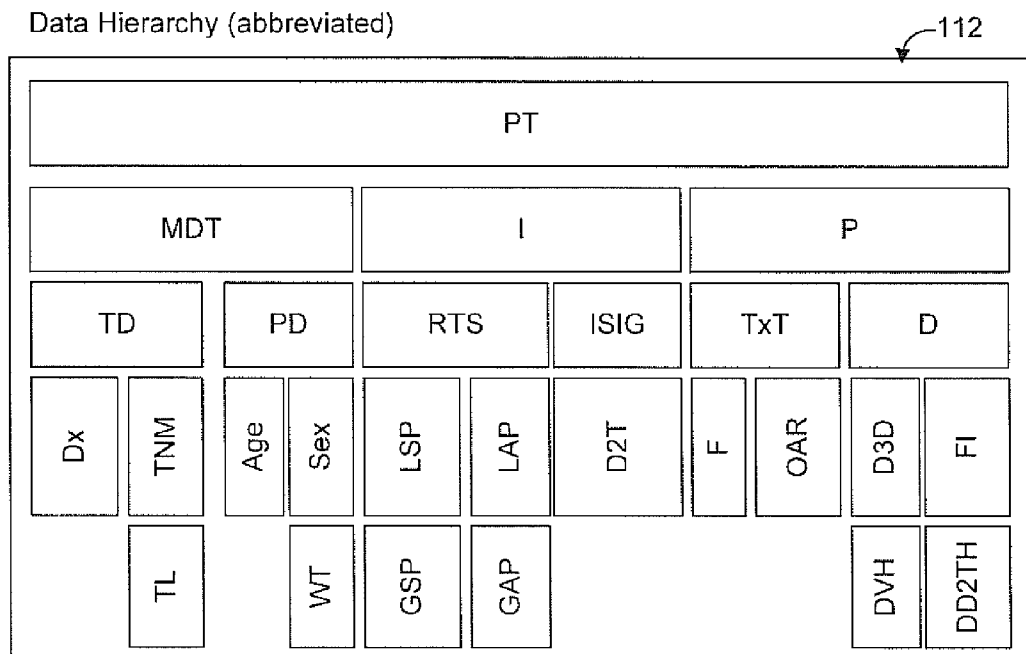 Data Hierarchy (abbreviated)
112
PT
MDT I P
TD PD RTS ISIG TxT D
Dx TNM Age Sex LSP LAP D2T F OAR D3D FI
TL WT GSP GAP DVH DD2TH